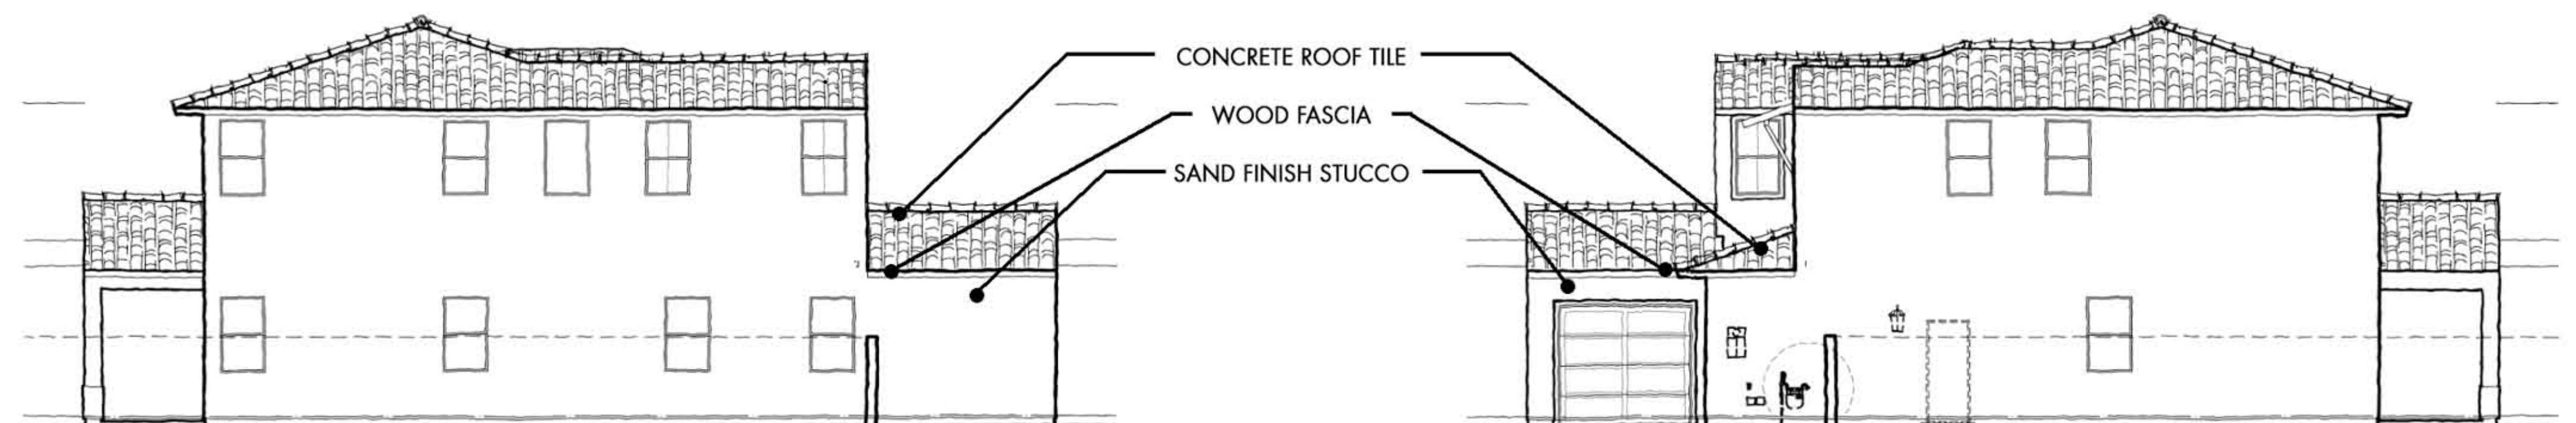 CONCRETE ROOF TILE
WOOD FASCIA
SAND FINISH STUCCO